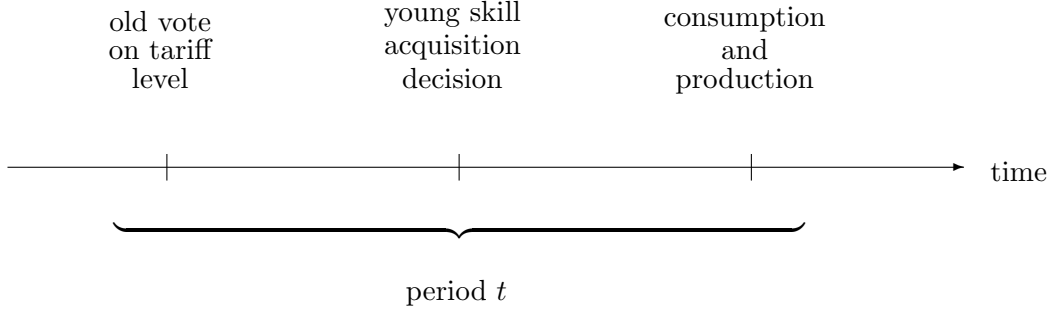 old vote
on tariff
level
young skill
acquisition
decision
consumption
and
production
time
period t